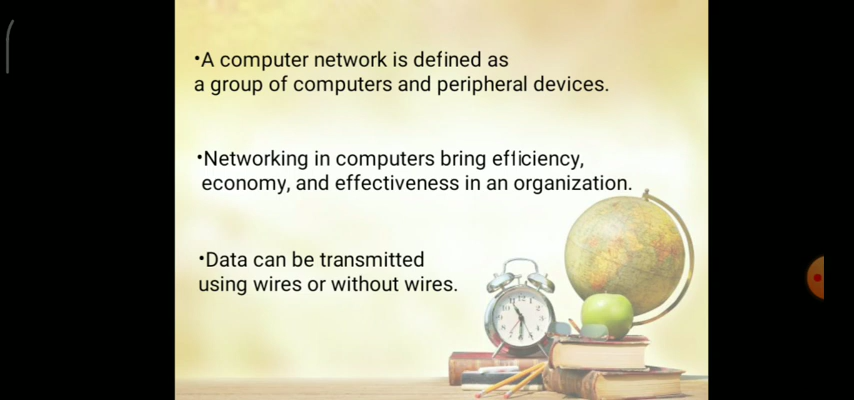 •A computer network is defined as
a group of computers and peripheral devices.
•Networking in computers bring efficiency,
economy, and effectiveness in an organization.
•Data can be transmitted
using wires or without wires.